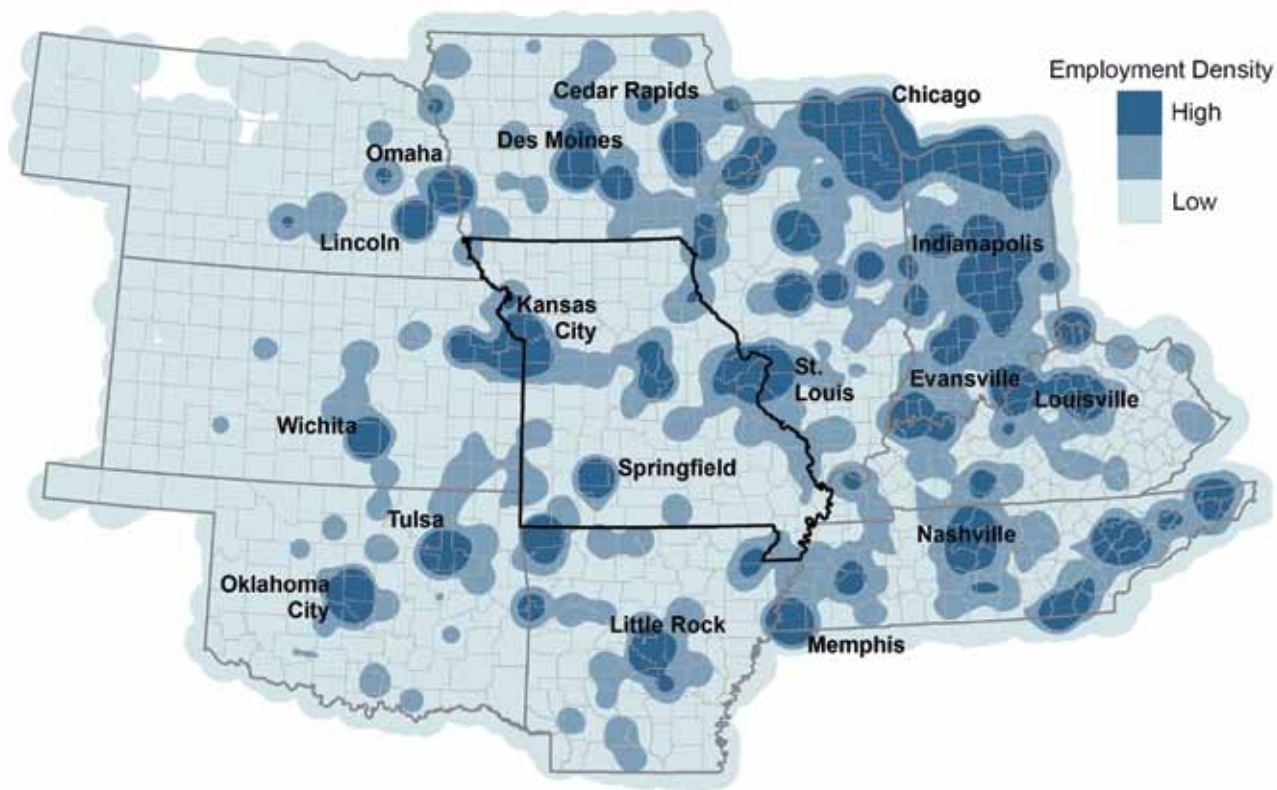 Employment Density
High
Low
Cedar Rapids
Chicago
Des Moines
Omaha
Lincoln
Indianapolis
Kansas
City
St.
Louis
Evansville
Louisville
Wichita
Springfield
Tulsa
Nashville
Oklahoma
City
Little Rock
Memphis